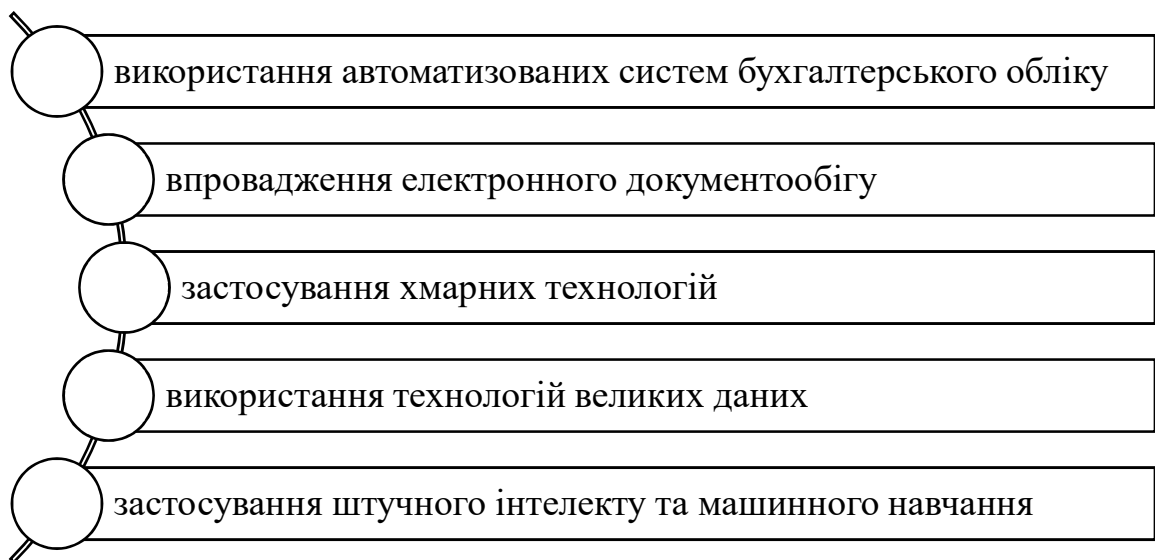 використання автоматизованих систем бухгалтерського обліку
впровадження електронного документообігу
застосування хмарних технологій
використання технологій великих даних
застосування штучного інтелекту та машинного навчання